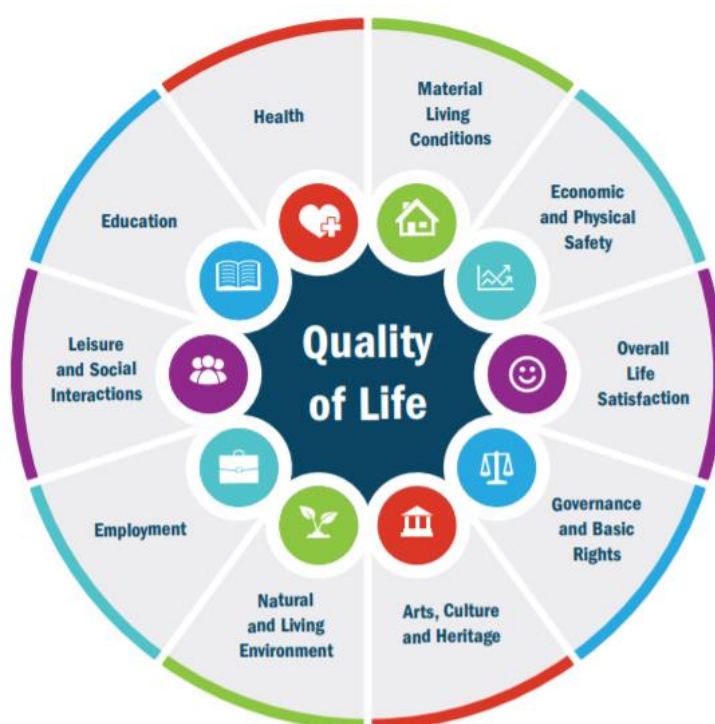 Health
Material
Living
Conditions
Education
Economic
and Physical
Safety
Quality
of Life
Leisure
and Social
Interactions
Overall
Life
Satisfaction
Employment
Governance
and Basic
Rights
Natural
and Living
Environment
Arts, Culture
and Heritage